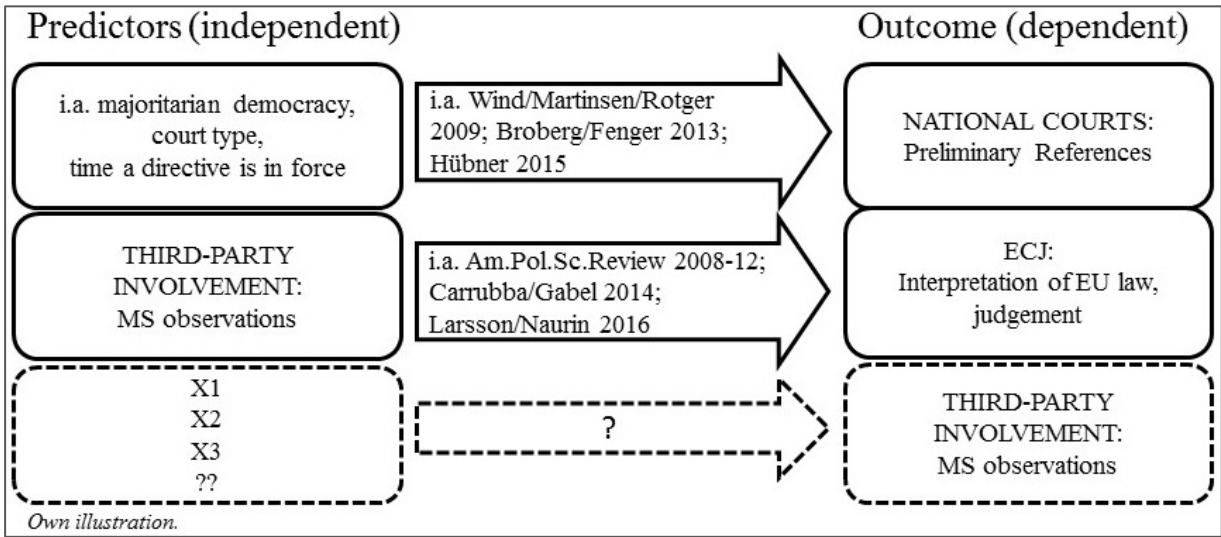 Predictors (independent)
Outcome (dependent)
i.a. majoritarian democracy,
court type,
time a directive is in force
i.a. Wind/Martinsen/Rotger
2009; Broberg/Fenger 2013;
Hübner 2015
NATIONAL COURTS:
Preliminary References
THIRD-PARTY
INVOLVEMENT:
MS observations
i.a. Am.Pol.Sc.Review 2008-12;
Carrubba/Gabel 2014;
Larsson/Naurin 2016
ECJ:
Interpretation of EU law,
judgement
X1
X2
X3
??
?
THIRD-PARTY
INVOLVEMENT:
MS observations
Own illustration.